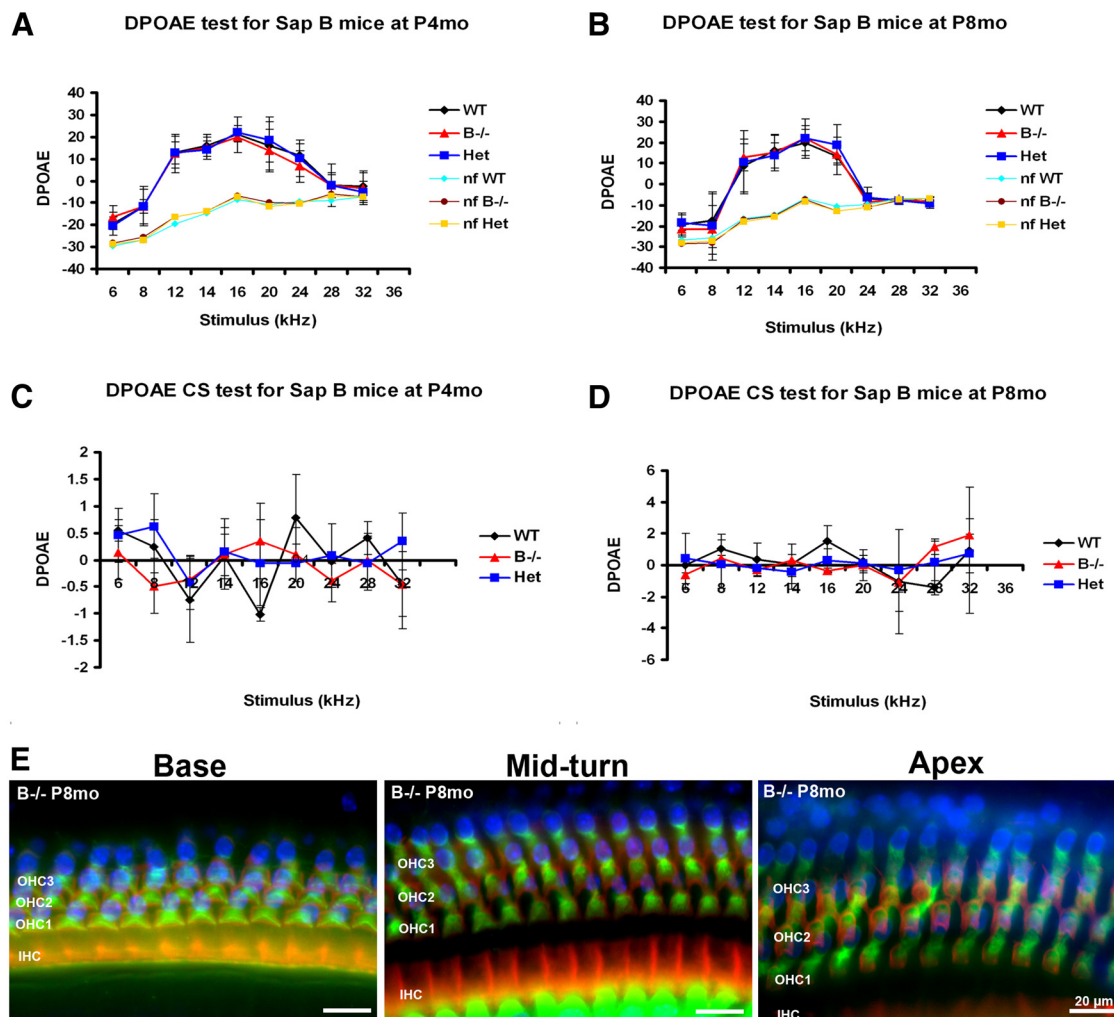 A
DPOAE test for Sap B mice at P4mo
DPOAE
40
30
20
10
0
-10
-20
-30
-40
6 8 12 14 16 20 24 28 32 36
Stimulus (kHz)
WT
B-/-
Het
nf WT
nf B-/-
nf Het
B
DPOAE test for Sap B mice at P8mo
DPOAE
40
30
20
10
0
-10
-20
-30
-40
6 8 12 14 16 20 24 28 32 36
Stimulus (kHz)
WT
B-/-
Het
nf WT
nf B-/-
nf Het
C
DPOAE CS test for Sap B mice at P4mo
DPOAE
2
1.5
1
0.5
0
-0.5
-1
-1.5
-2
6 8 12 14 16 20 24 28 32
Stimulus (kHz)
WT
B-/-
Het
D
DPOAE CS test for Sap B mice at P8mo
DPOAE
6
4
2
0
-2
-4
-6
6 8 12 14 16 20 24 28 32 36
Stimulus (kHz)
WT
B-/-
Het
E
Base
B-/- P8mo
OHC3
OHC2
OHC1
IHC
Mid-turn
B-/- P8mo
OHC3
OHC2
OHC1
IHC
Apex
B-/- P8mo
OHC3
OHC2
OHC1
IHC
20 µm